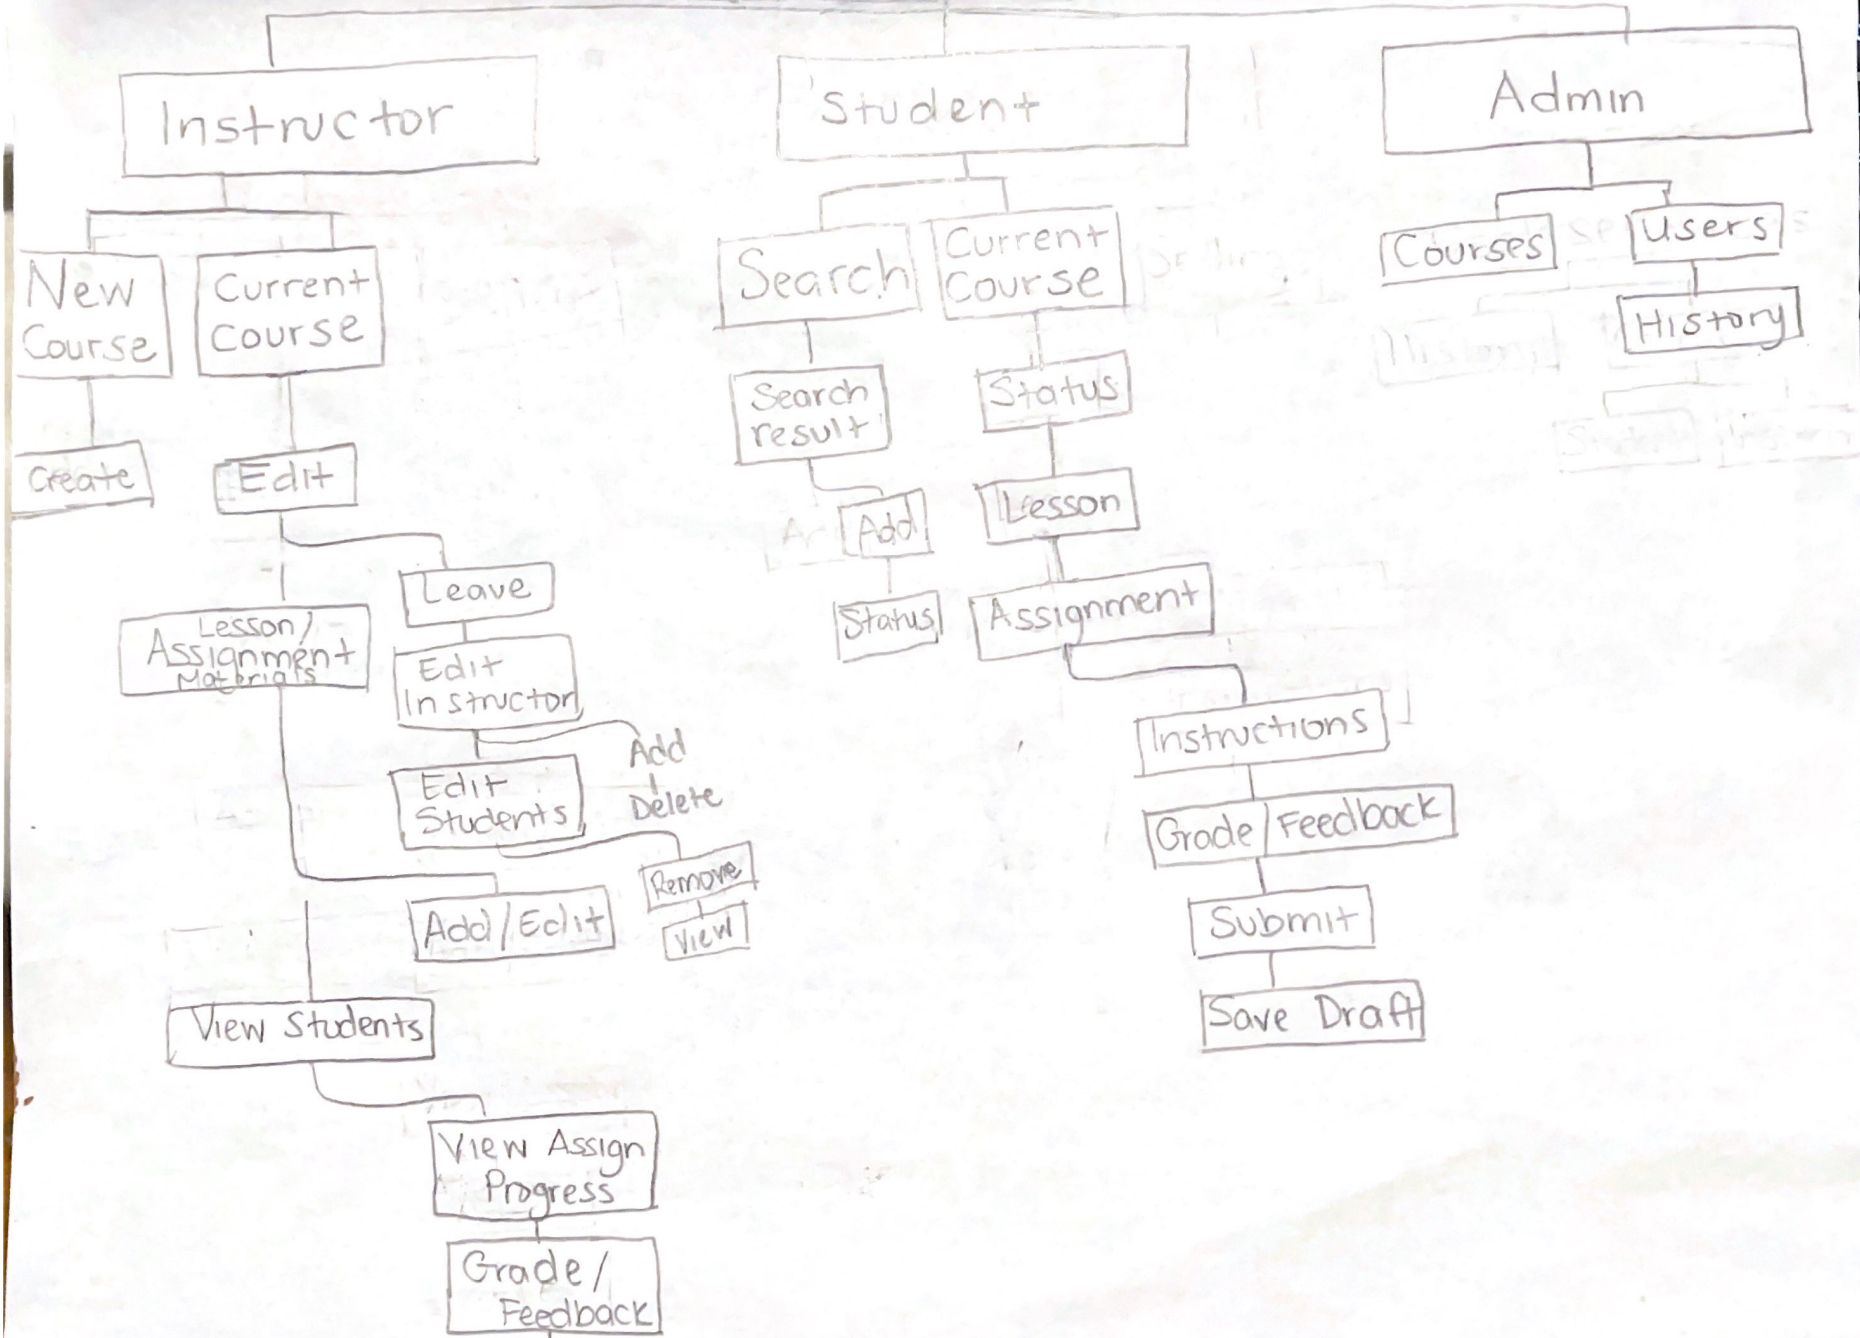 Instructor
Student
Admin
New
Course
Current
Course
Search
Current
Course
Courses
Users
History
Create
Edit
Search
result
Status
Add
Lesson
Leave
Status
Assignment
Lesson/
Assignment
Materials
Edit
Instructor
Instructions
Add
Delete
Edit
Students
Grade/Feedback
Remove
View
Add/Edit
Submit
View Students
Save Draft
View Assign
Progress
Grade/
Feedback